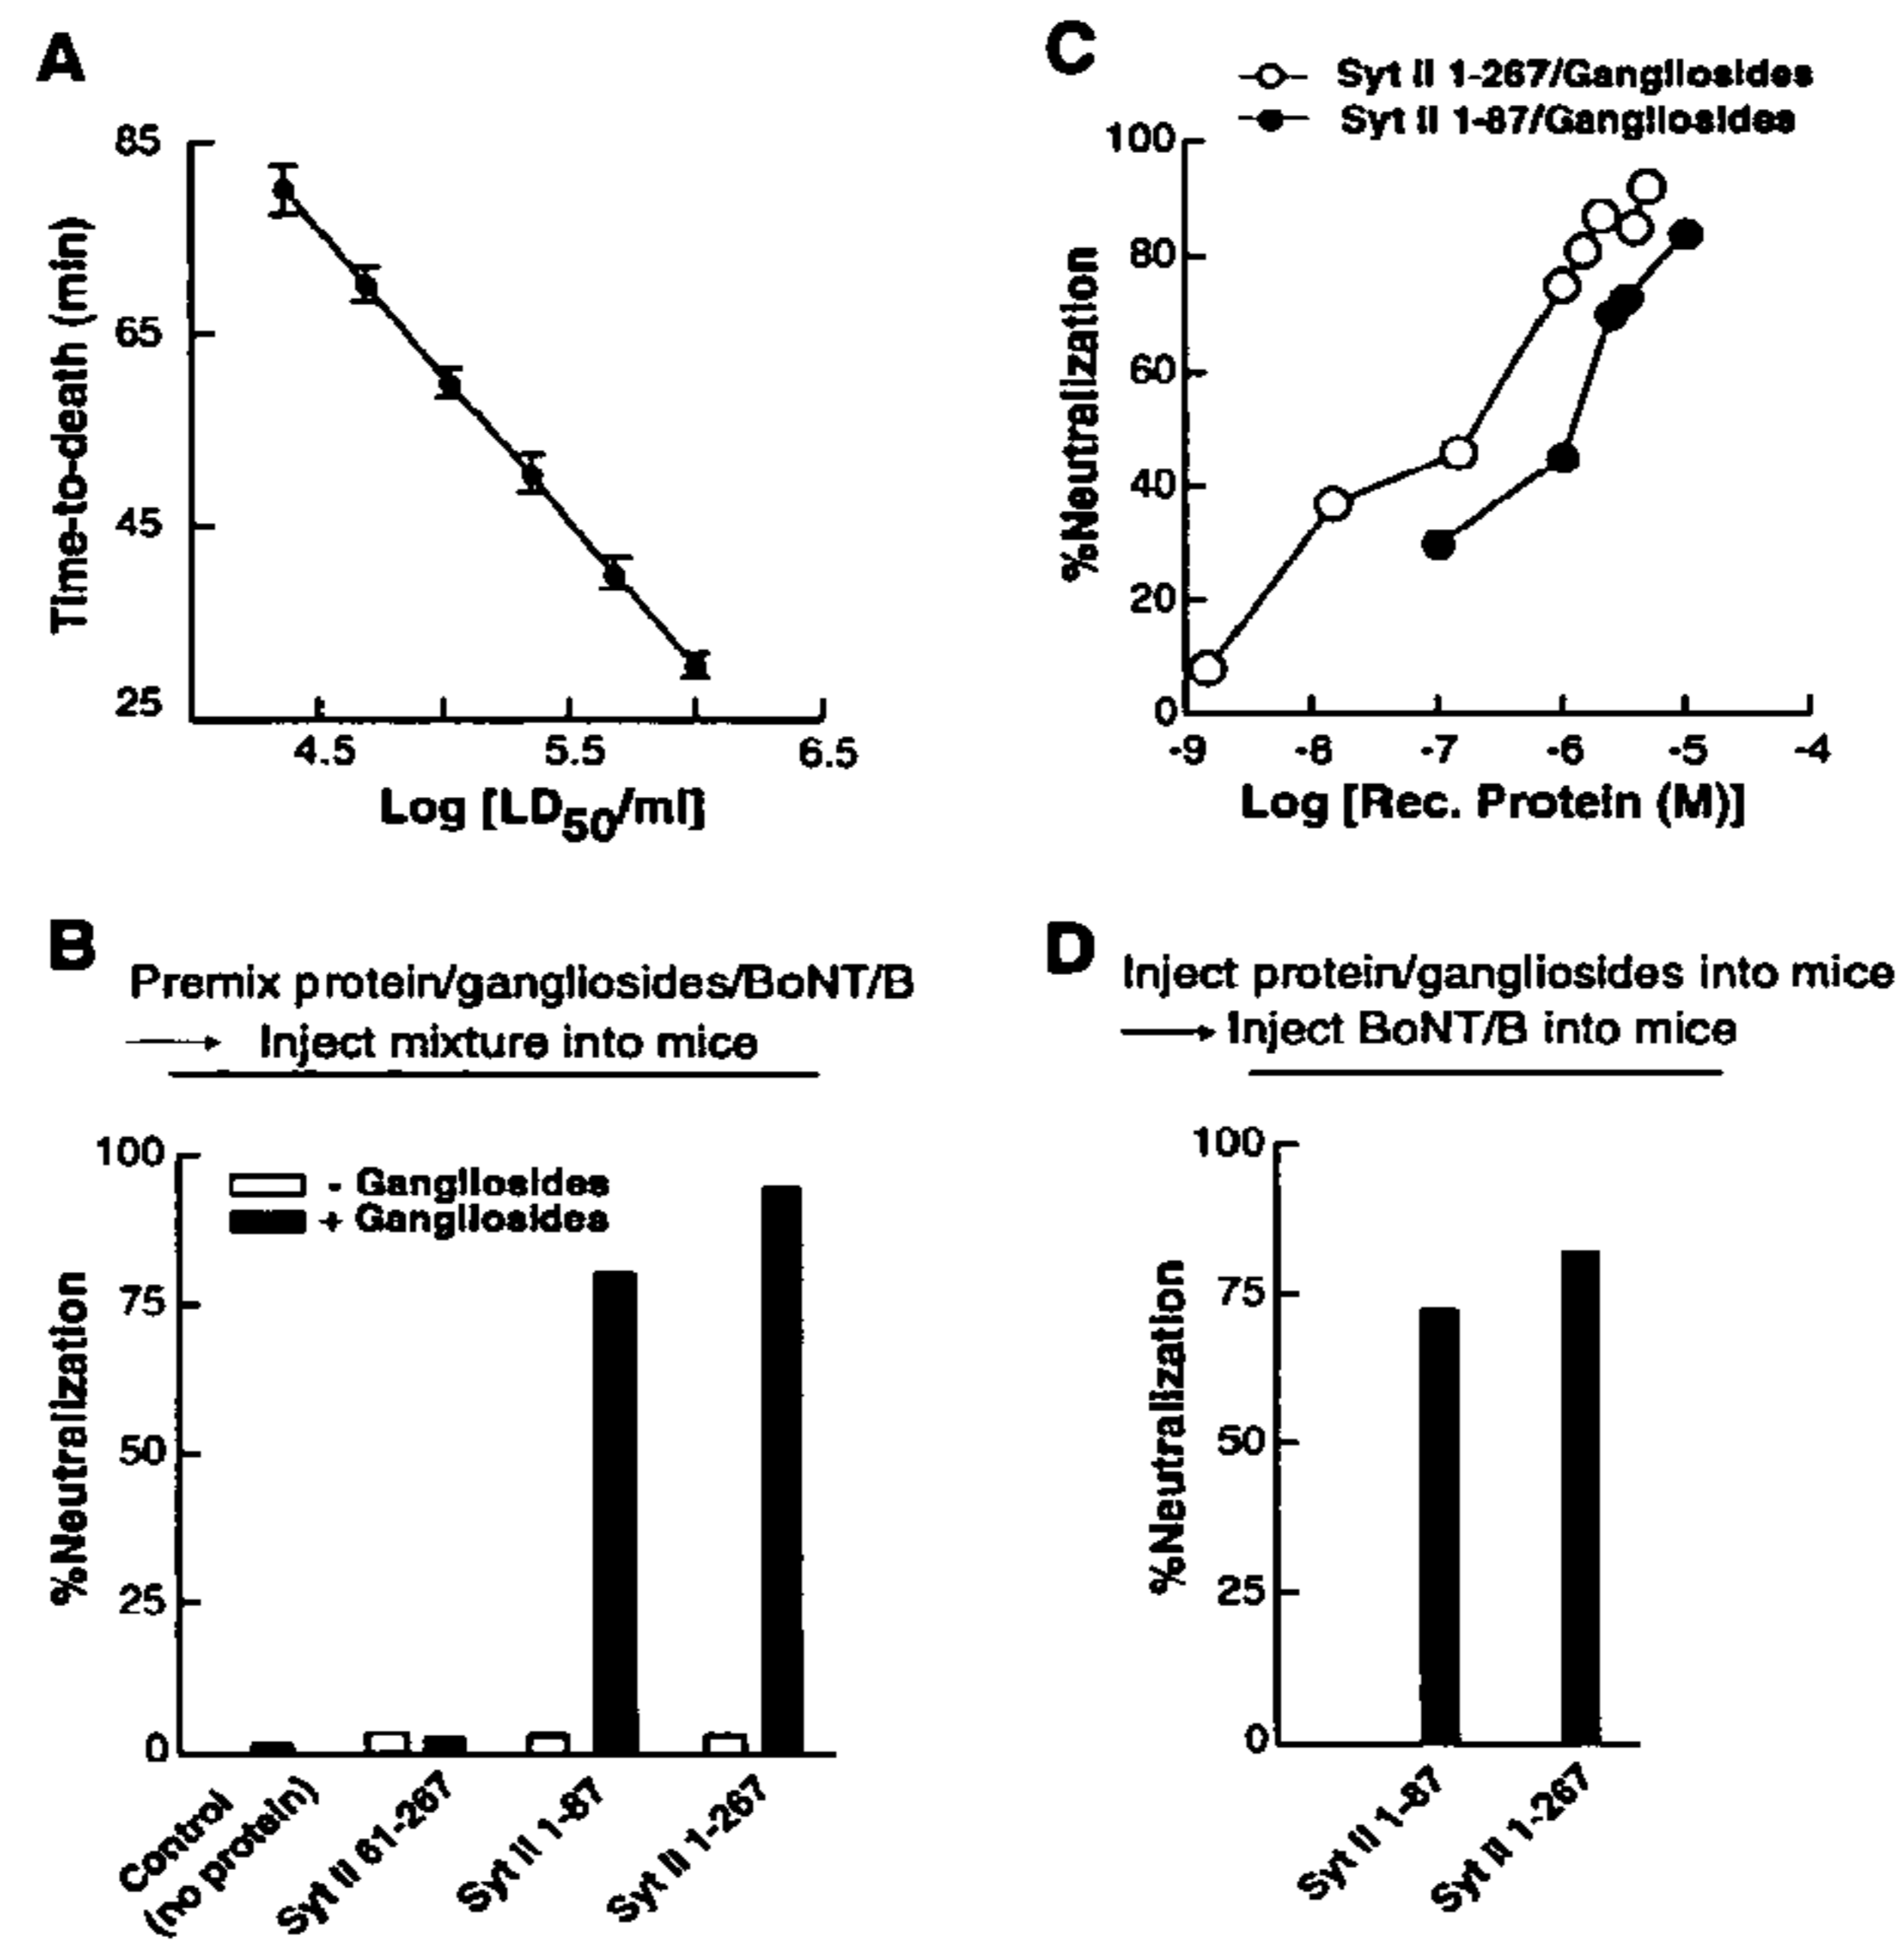 A
85
65
45
25
Time-to-death (min)
4.5 5.5 6.5
Log [LD50/ml]
C
Syt II 1-267/Gangliosides
Syt II 1-87/Gangliosides
100
80
60
40
20
0
%Neutralization
-9 -8 -7 -6 -5 -4
Log [Rec. Protein (M)]
B
Premix protein/gangliosides/BoNT/B
Inject mixture into mice
100
75
50
25
0
%Neutralization
- Gangliosides
+ Gangliosides
Control
(no protein)
Syt II 61-267
Syt II 1-87
Syt II 1-267
D
Inject protein/gangliosides into mice
Inject BoNT/B into mice
100
75
50
25
0
%Neutralization
Syt II 1-87
Syt II 1-267